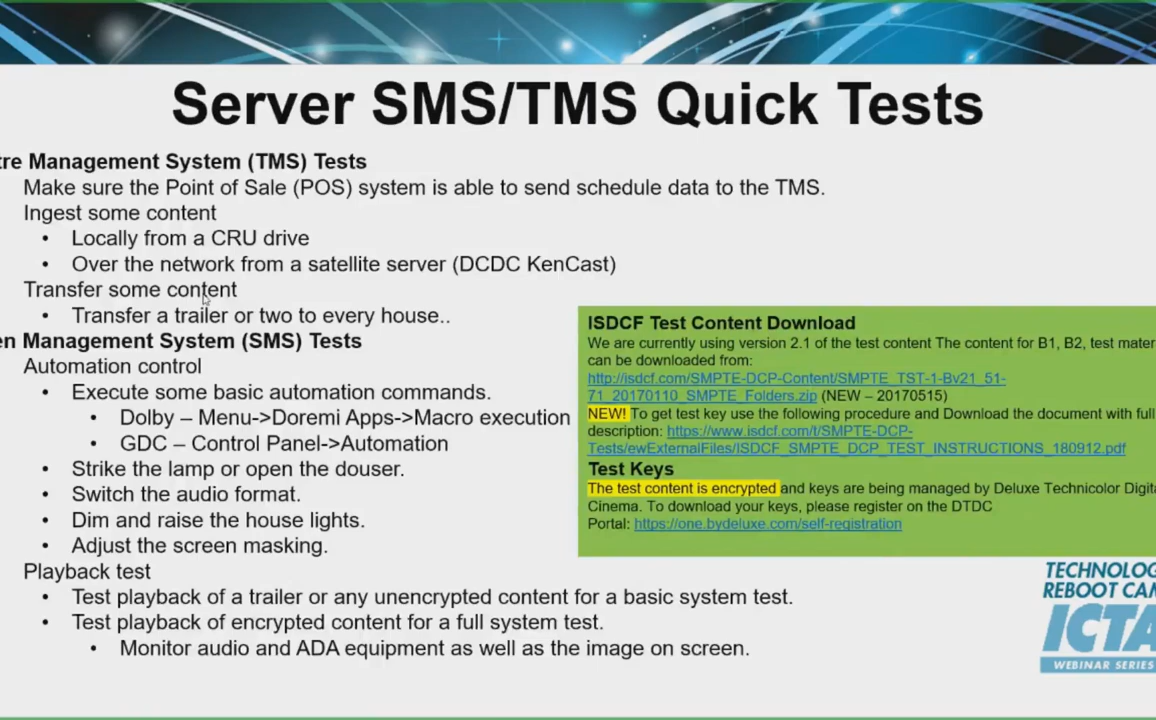 Server SMS/TMS Quick Tests
tre Management System (TMS) Tests
Make sure the Point of Sale (POS) system is able to send schedule data to the TMS.
Ingest some content
• Locally from a CRU drive
• Over the network from a satellite server (DCDC KenCast)
Transfer some content
• Transfer a trailer or two to every house..
en Management System (SMS) Tests
Automation control
• Execute some basic automation commands.
• Dolby – Menu->Doremi Apps->Macro execution
• GDC – Control Panel->Automation
• Strike the lamp or open the douser.
• Switch the audio format.
• Dim and raise the house lights.
• Adjust the screen masking.
Playback test
• Test playback of a trailer or any unencrypted content for a basic system test.
• Test playback of encrypted content for a full system test.
• Monitor audio and ADA equipment as well as the image on screen.
ISDCF Test Content Download
We are currently using version 2.1 of the test content The content for B1, B2, test mater
can be downloaded from:
http://isdcf.com/SMPTE-DCP-Content/SMPTE_TST-1-Bv21_51-
71_20170110_SMPTE_Folders.zip (NEW – 20170515)
NEW! To get test key use the following procedure and Download the document with full
description: https://www.isdcf.com/t/SMPTE-DCP-
Tests/ewExternalFiles/ISDCF_SMPTE_DCP_TEST_INSTRUCTIONS_180912.pdf
Test Keys
The test content is encrypted and keys are being managed by Deluxe Technicolor Digita
Cinema. To download your keys, please register on the DTDC
Portal: https://one.bydeluxe.com/self-registration
TECHNOLOG
REBOOT CAM
ICTA
WEBINAR SERIES